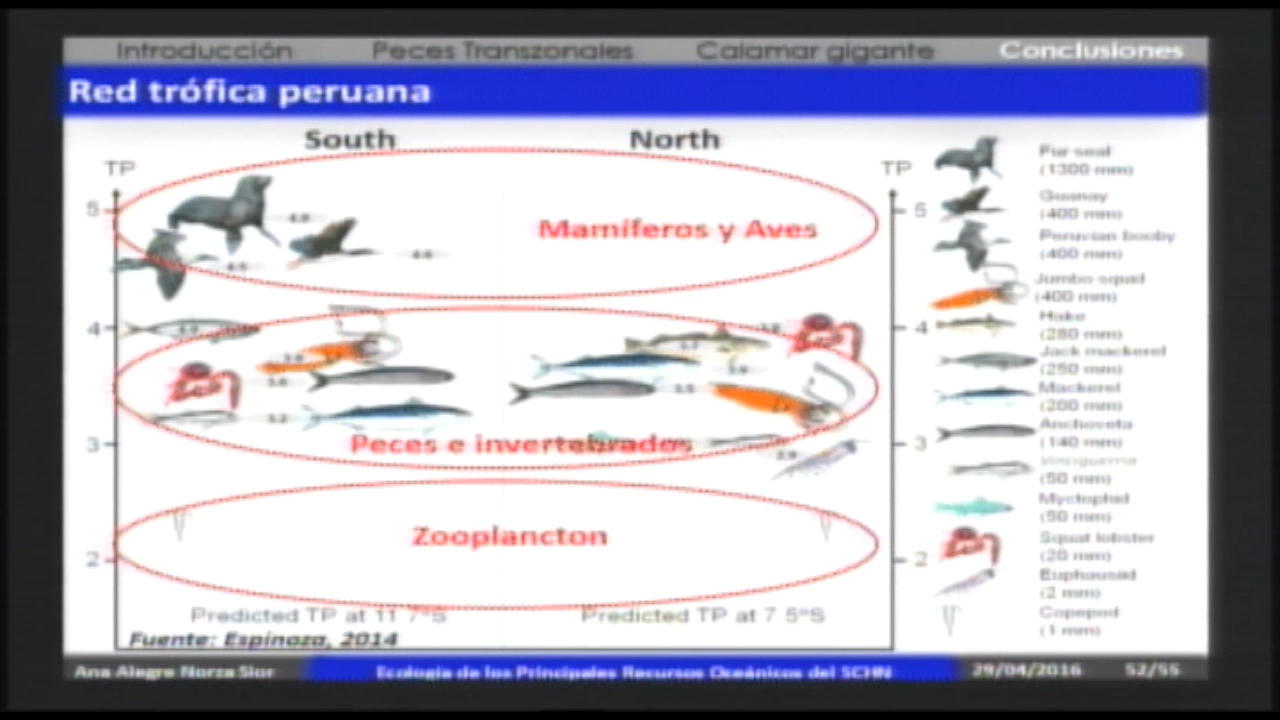 Introducción Peces Transzonales Calamar gigante Conclusiones
Red trófica peruana
South North
TP TP
Fur seal
(1300 mm)
Guanay
(400 mm)
Peruvian booby
(400 mm)
Jumbo squid
(400 mm)
Hake
(280 mm)
Jack mackerel
(250 mm)
Mackerel
(200 mm)
Anchoveta
(140 mm)
Vinciguerria
(50 mm)
Myctophid
(50 mm)
Squat lobster
(20 mm)
Euphausiid
(2 mm)
Copepod
(1 mm)
5 5
Mamíferos y Aves
4 4
3 3
Peces e invertebrados
Zooplancton
2 2
Predicted TP at 11 7°S Predicted TP at 7 5°S
Fuente: Espinoza, 2014
Ana Alegre Norza Sior Ecología de los Principales Recursos Oceánicos del SCHN 29/04/2016 52/55